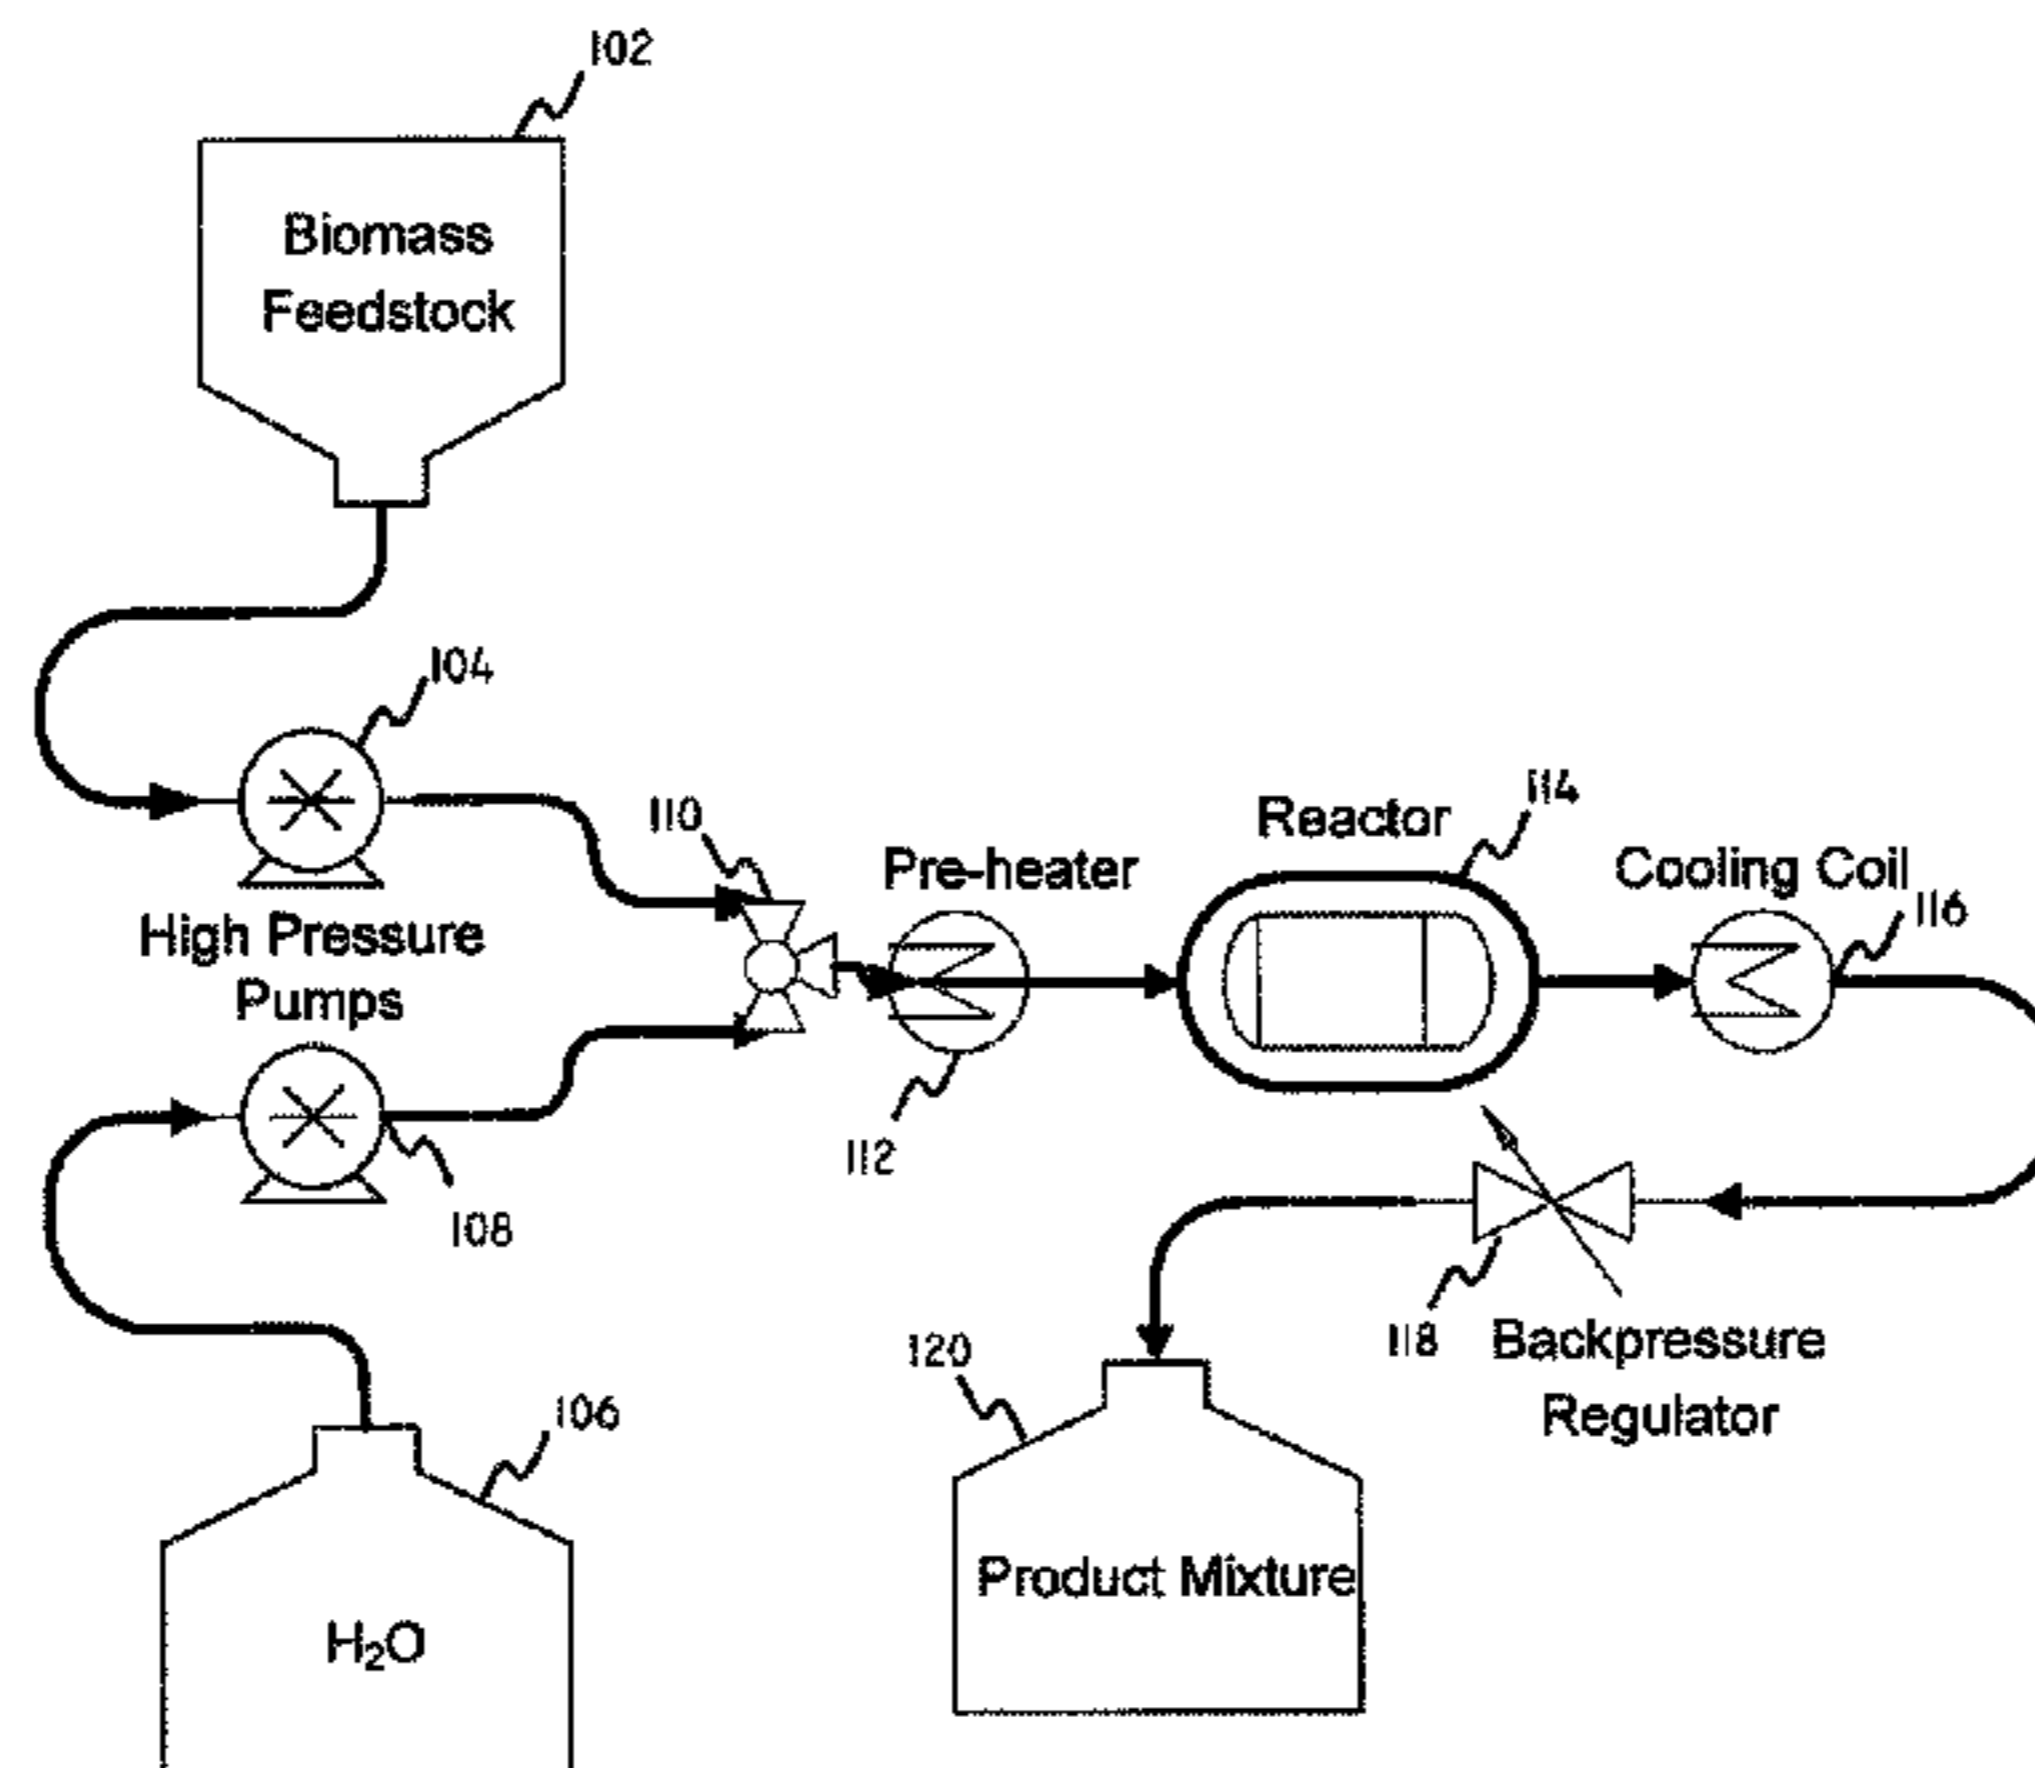 102
Biomass
Feedstock
104
High Pressure
Pumps
110
Pre-heater
Reactor
114
Cooling Coil
116
112
108
118
Backpressure
Regulator
120
Product Mixture
106
H₂O